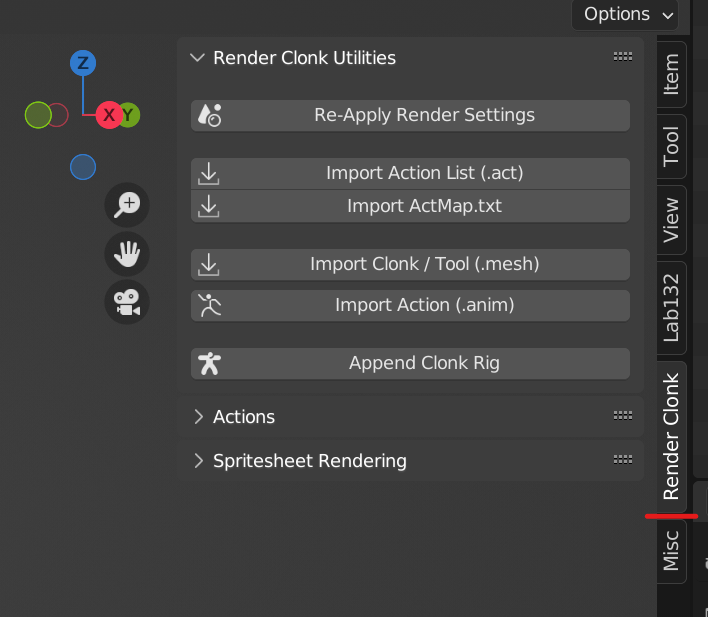 Options
Render Clonk Utilities
Re-Apply Render Settings
Import Action List (.act)
Import ActMap.txt
Import Clonk / Tool (.mesh)
Import Action (.anim)
Append Clonk Rig
Actions
Spritesheet Rendering
Z
X
Y
Item
Tool
View
Lab132
Render Clonk
Misc